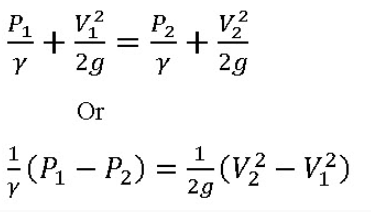 P₁/γ + V₁²/2g = P₂/γ + V₂²/2g
Or
1/γ (P₁ − P₂) = 1/2g (V₂² − V₁²)